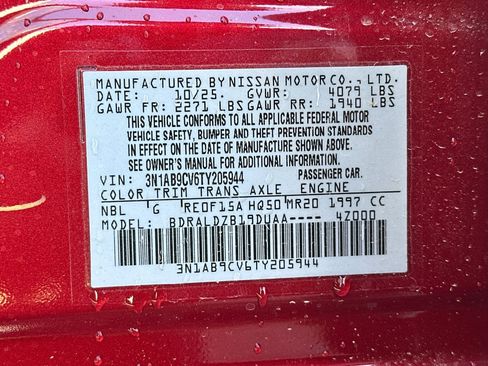 MANUFACTURED BY NISSAN MOTOR CO., LTD.
DATE: 10/25. GVWR: 4079 LBS
GAWR FR: 2271 LBS GAWR RR: 1940 LBS
THIS VEHICLE CONFORMS TO ALL APPLICABLE FEDERAL MOTOR
VEHICLE SAFETY, BUMPER AND THEFT PREVENTION STANDARDS
IN EFFECT ON THE DATE OF MANUFACTURE SHOWN ABOVE.
SEE OWNER'S MANUAL FOR ADDITIONAL INFORMATION.
VIN: 3N1AB9CV6TY205944 PASSENGER CAR.
COLOR TRIM TRANS AXLE ENGINE
NBL G RE0F15A HQ50 MR20 1997 CC
MODEL: BDRALDZB19DUAA---- 4Z000
3N1AB9CV6TY205944